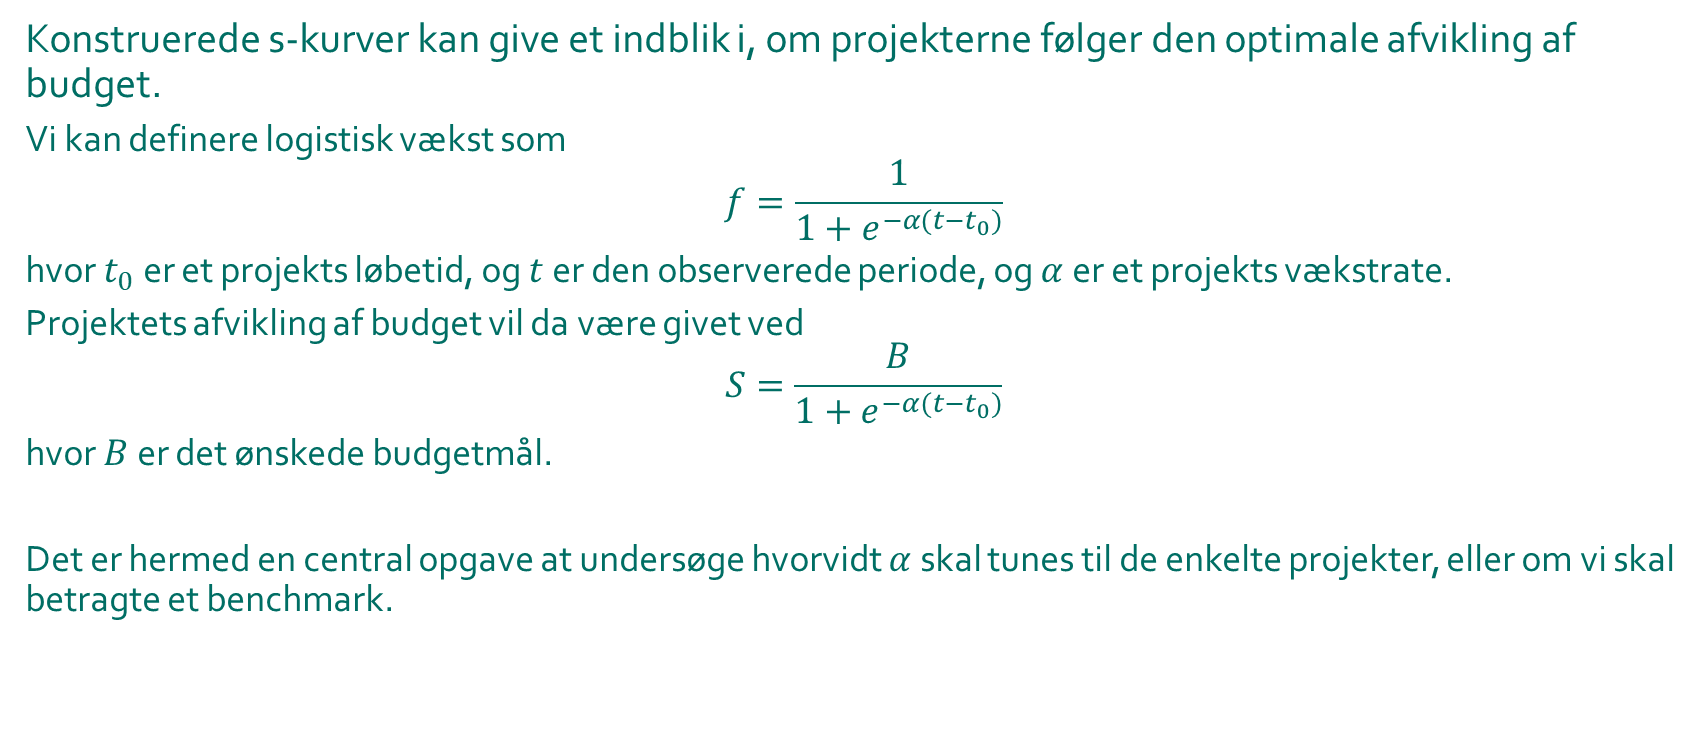 Konstruerede s-kurver kan give et indblik i, om projekterne følger den optimale afvikling af
budget.
Vi kan definere logistisk vækst som
f = \frac{1}{1 + e^{-α(t-t_0)}}
hvor t_0 er et projekts løbetid, og t er den observerede periode, og α er et projekts vækstrate.
Projektets afvikling af budget vil da være givet ved
S = \frac{B}{1 + e^{-α(t-t_0)}}
hvor B er det ønskede budgetmål.
Det er hermed en central opgave at undersøge hvorvidt α skal tunes til de enkelte projekter, eller om vi skal
betragte et benchmark.